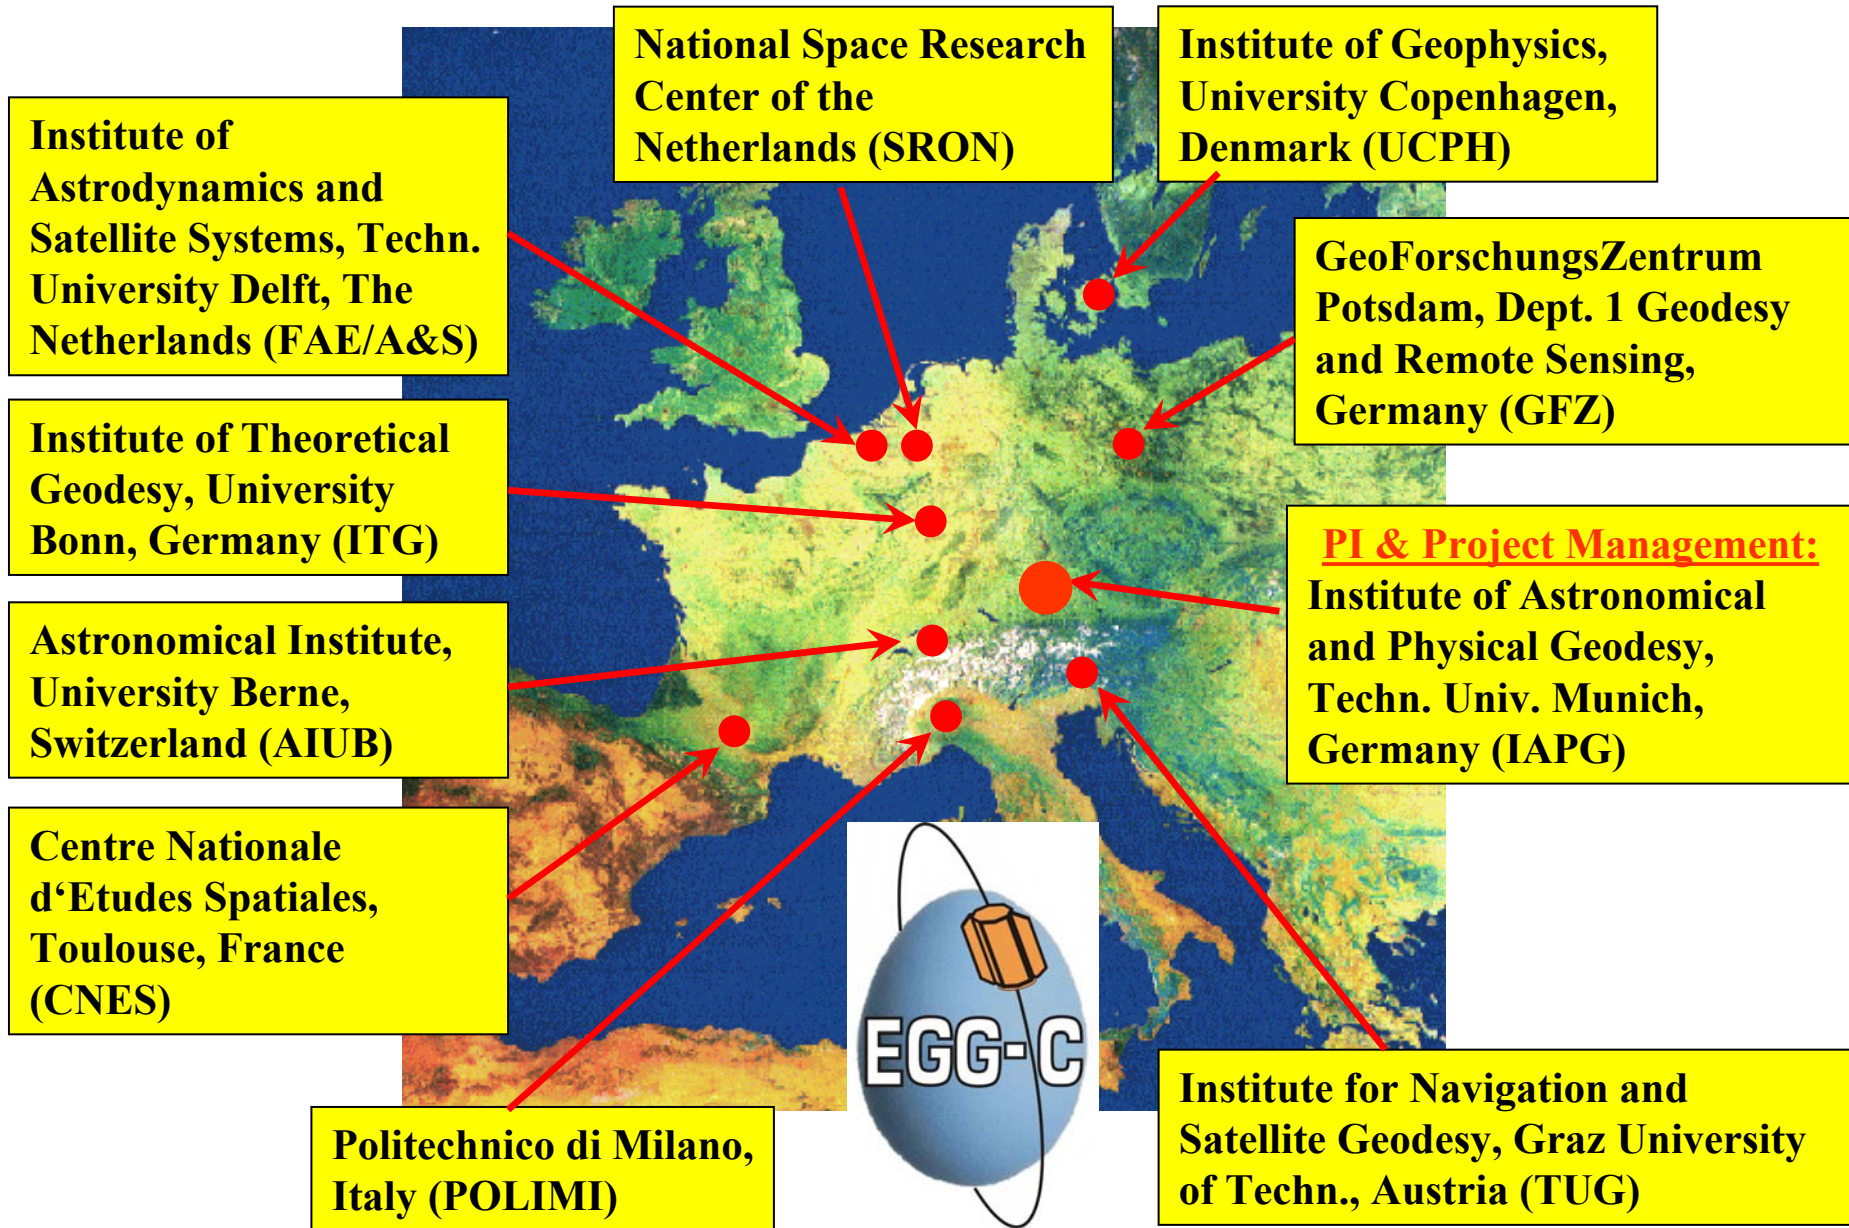 National Space Research
Center of the
Netherlands (SRON)
Institute of Geophysics,
University Copenhagen,
Denmark (UCPH)
Institute of
Astrodynamics and
Satellite Systems, Techn.
University Delft, The
Netherlands (FAE/A&S)
GeoForschungsZentrum
Potsdam, Dept. 1 Geodesy
and Remote Sensing,
Germany (GFZ)
Institute of Theoretical
Geodesy, University
Bonn, Germany (ITG)
PI & Project Management:
Institute of Astronomical
and Physical Geodesy,
Techn. Univ. Munich,
Germany (IAPG)
Astronomical Institute,
University Berne,
Switzerland (AIUB)
Centre Nationale
d‘Etudes Spatiales,
Toulouse, France
(CNES)
EGG-C
Politechnico di Milano,
Italy (POLIMI)
Institute for Navigation and
Satellite Geodesy, Graz University
of Techn., Austria (TUG)